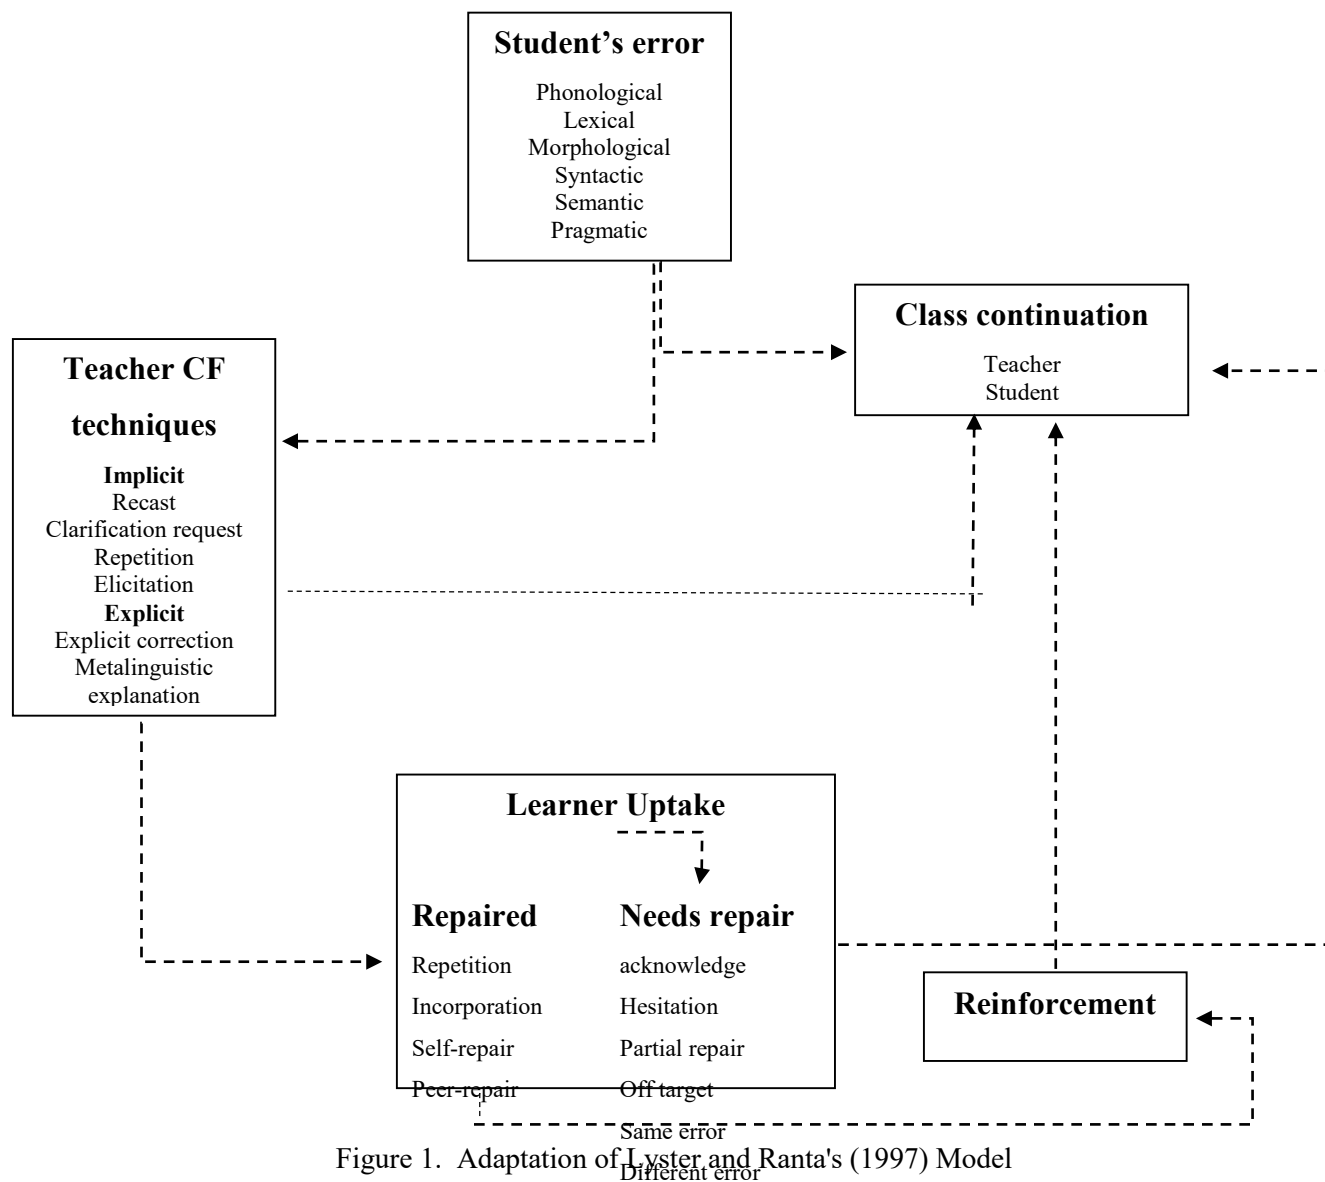 Student’s error
Phonological
Lexical
Morphological
Syntactic
Semantic
Pragmatic
Class continuation
Teacher
Student
Teacher CF
techniques
Implicit
Recast
Clarification request
Repetition
Elicitation
Explicit
Explicit correction
Metalinguistic
explanation
Learner Uptake
Repaired
Repetition
Incorporation
Self-repair
Peer-repair
Needs repair
acknowledge
Hesitation
Partial repair
Off target
Same error
Different error
Reinforcement
Figure 1. Adaptation of Lyster and Ranta's (1997) Model